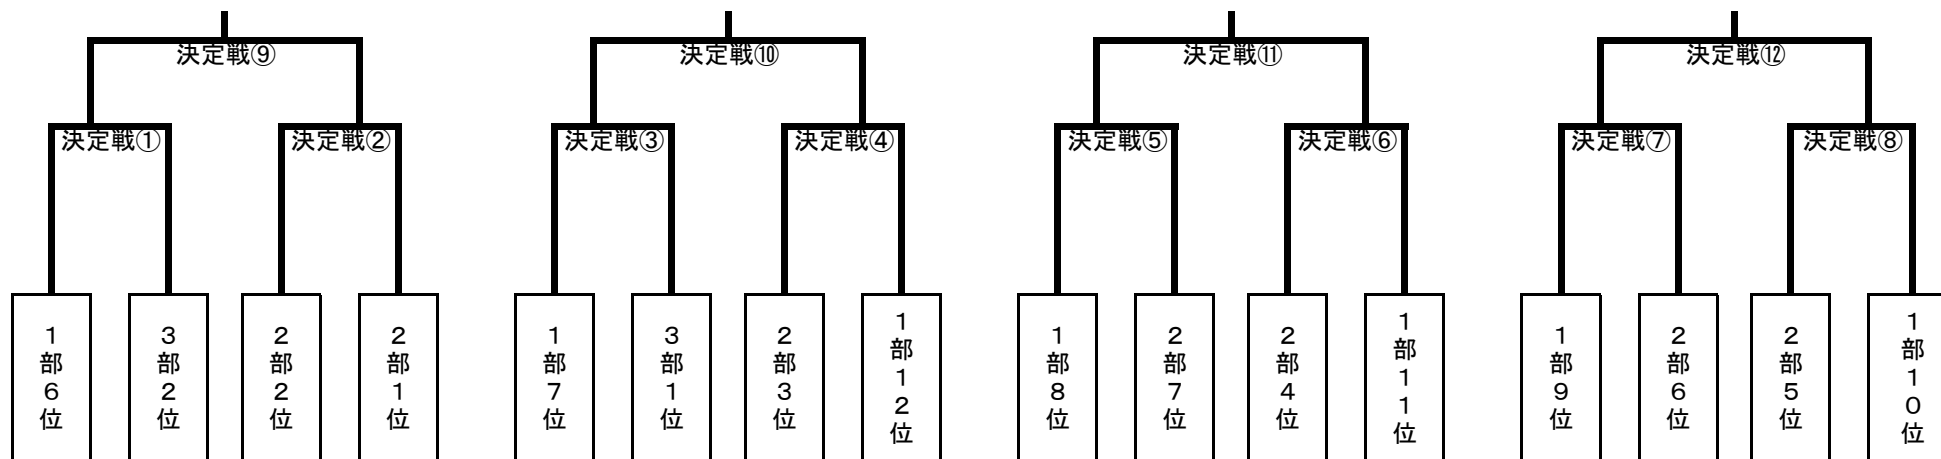 決定戦⑨
決定戦⑩
決定戦⑪
決定戦⑫
決定戦①
決定戦②
決定戦③
決定戦④
決定戦⑤
決定戦⑥
決定戦⑦
決定戦⑧
1部6位
3部2位
2部2位
2部1位
1部7位
3部1位
2部3位
1部12位
1部8位
2部7位
2部4位
1部11位
1部9位
2部6位
2部5位
1部10位